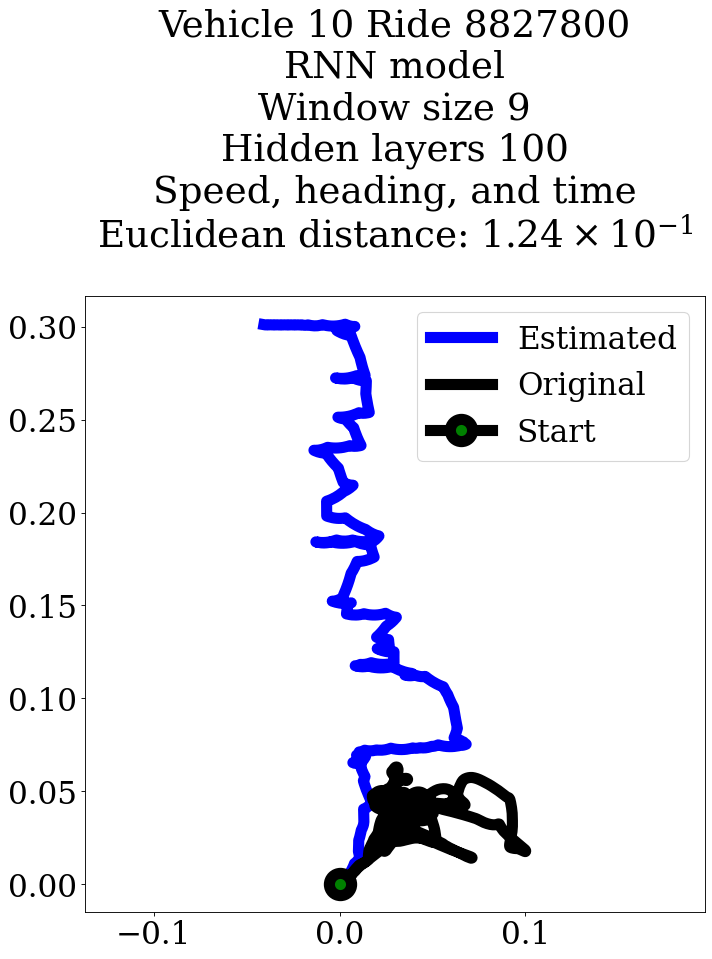 Vehicle 10 Ride 8827800
RNN model
Window size 9
Hidden layers 100
Speed, heading, and time
Euclidean distance: 1.24 × 10⁻¹
Estimated
Original
Start
0.30
0.25
0.20
0.15
0.10
0.05
0.00
−0.1
0.0
0.1